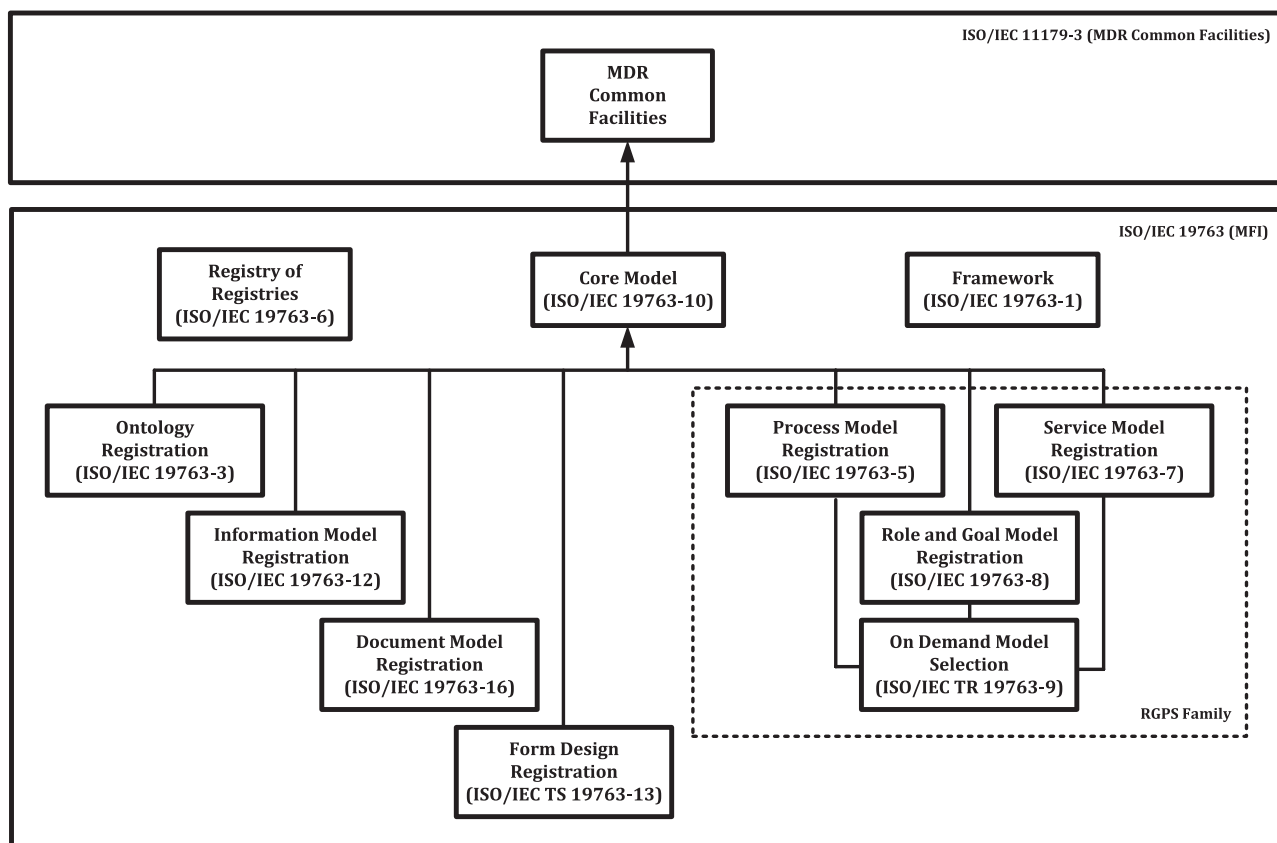 ISO/IEC 11179-3 (MDR Common Facilities)
MDR
Common
Facilities
ISO/IEC 19763 (MFI)
Registry of
Registries
(ISO/IEC 19763-6)
Core Model
(ISO/IEC 19763-10)
Framework
(ISO/IEC 19763-1)
Ontology
Registration
(ISO/IEC 19763-3)
Process Model
Registration
(ISO/IEC 19763-5)
Service Model
Registration
(ISO/IEC 19763-7)
Information Model
Registration
(ISO/IEC 19763-12)
Role and Goal Model
Registration
(ISO/IEC 19763-8)
Document Model
Registration
(ISO/IEC 19763-16)
On Demand Model
Selection
(ISO/IEC TR 19763-9)
RGPS Family
Form Design
Registration
(ISO/IEC TS 19763-13)